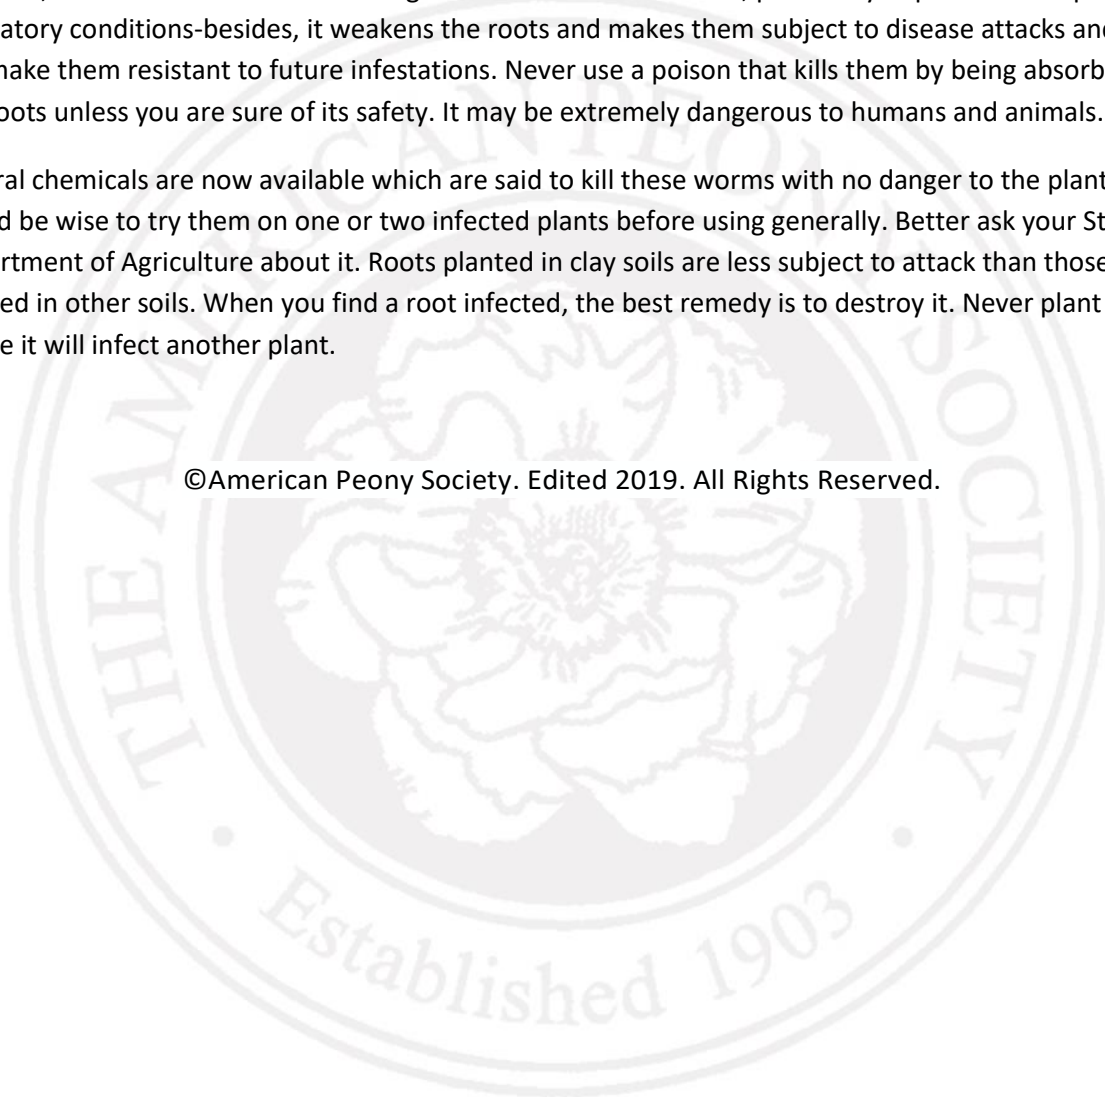 atory conditions-besides, it weakens the roots and makes them subject to disease attacks and
make them resistant to future infestations. Never use a poison that kills them by being absorb
oots unless you are sure of its safety. It may be extremely dangerous to humans and animals.
ral chemicals are now available which are said to kill these worms with no danger to the plant
d be wise to try them on one or two infected plants before using generally. Better ask your St
artment of Agriculture about it. Roots planted in clay soils are less subject to attack than those
ed in other soils. When you find a root infected, the best remedy is to destroy it. Never plant
e it will infect another plant.
©American Peony Society. Edited 2019. All Rights Reserved.
THE AMERICAN PEONY SOCIETY
Established 1903